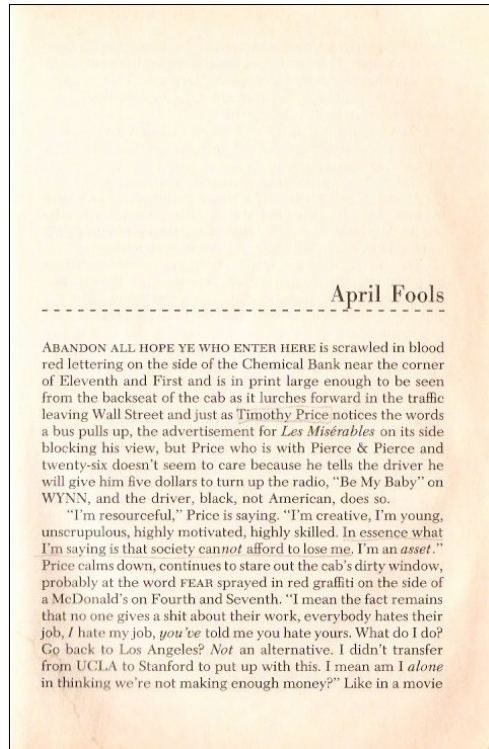 April Fools
ABANDON ALL HOPE YE WHO ENTER HERE is scrawled in blood
red lettering on the side of the Chemical Bank near the corner
of Eleventh and First and is in print large enough to be seen
from the backseat of the cab as it lurches forward in the traffic
leaving Wall Street and just as Timothy Price notices the words
a bus pulls up, the advertisement for Les Misérables on its side
blocking his view, but Price who is with Pierce & Pierce and
twenty-six doesn't seem to care because he tells the driver he
will give him five dollars to turn up the radio, "Be My Baby" on
WYNN, and the driver, black, not American, does so.
"I'm resourceful," Price is saying. "I'm creative, I'm young,
unscrupulous, highly motivated, highly skilled. In essence what
I'm saying is that society cannot afford to lose me. I'm an asset."
Price calms down, continues to stare out the cab's dirty window,
probably at the word FEAR sprayed in red graffiti on the side of
a McDonald's on Fourth and Seventh. "I mean the fact remains
that no one gives a shit about their work, everybody hates their
job, I hate my job, you've told me you hate yours. What do I do?
Go back to Los Angeles? Not an alternative. I didn't transfer
from UCLA to Stanford to put up with this. I mean am I alone
in thinking we're not making enough money?" Like in a movie